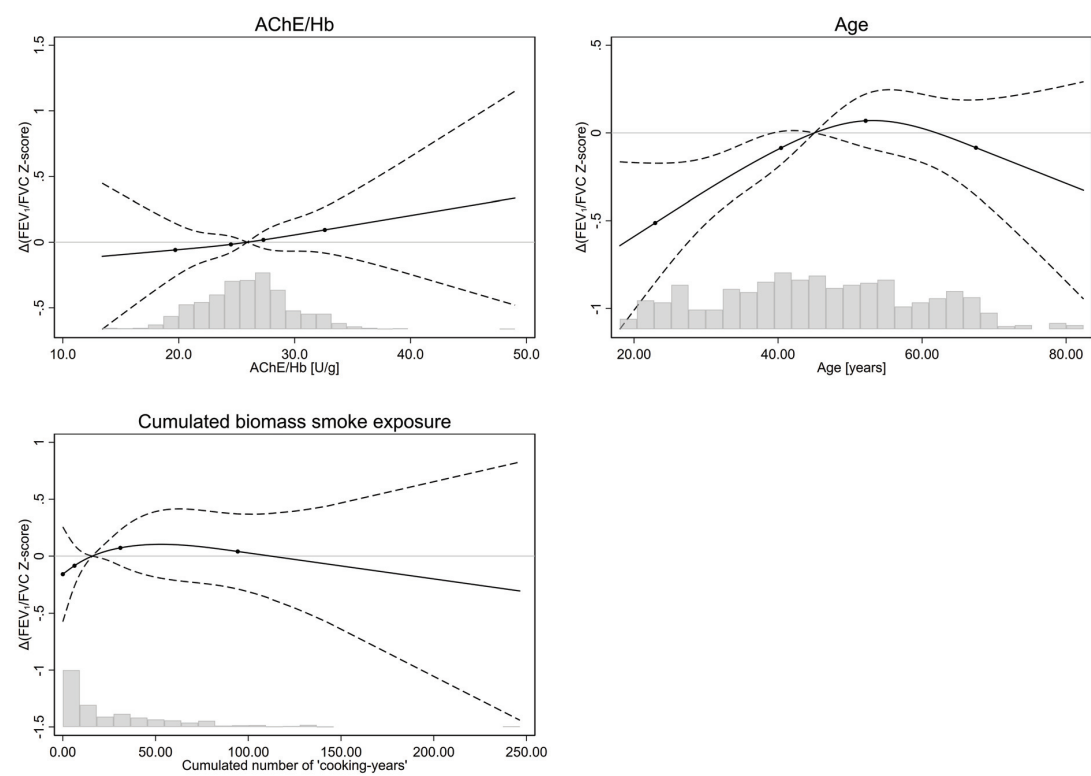 AChE/Hb
Δ(FEV₁/FVC Z-score)
1.5
1
.5
0
-.5
10.0 20.0 30.0 40.0 50.0
AChE/Hb [U/g]
Age
Δ(FEV₁/FVC Z-score)
.5
0
-.5
-1
20.00 40.00 60.00 80.00
Age [years]
Cumulated biomass smoke exposure
Δ(FEV₁/FVC Z-score)
1
.5
0
-.5
-1
-1.5
0.00 50.00 100.00 150.00 200.00 250.00
Cumulated number of 'cooking-years'